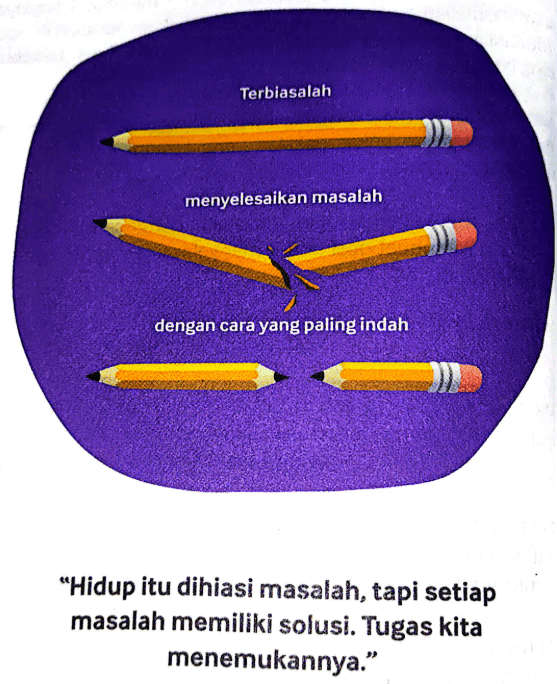 Terbiasalah
menyelesaikan masalah
dengan cara yang paling indah
“Hidup itu dihiasi masalah, tapi setiap
masalah memiliki solusi. Tugas kita
menemukannya.”